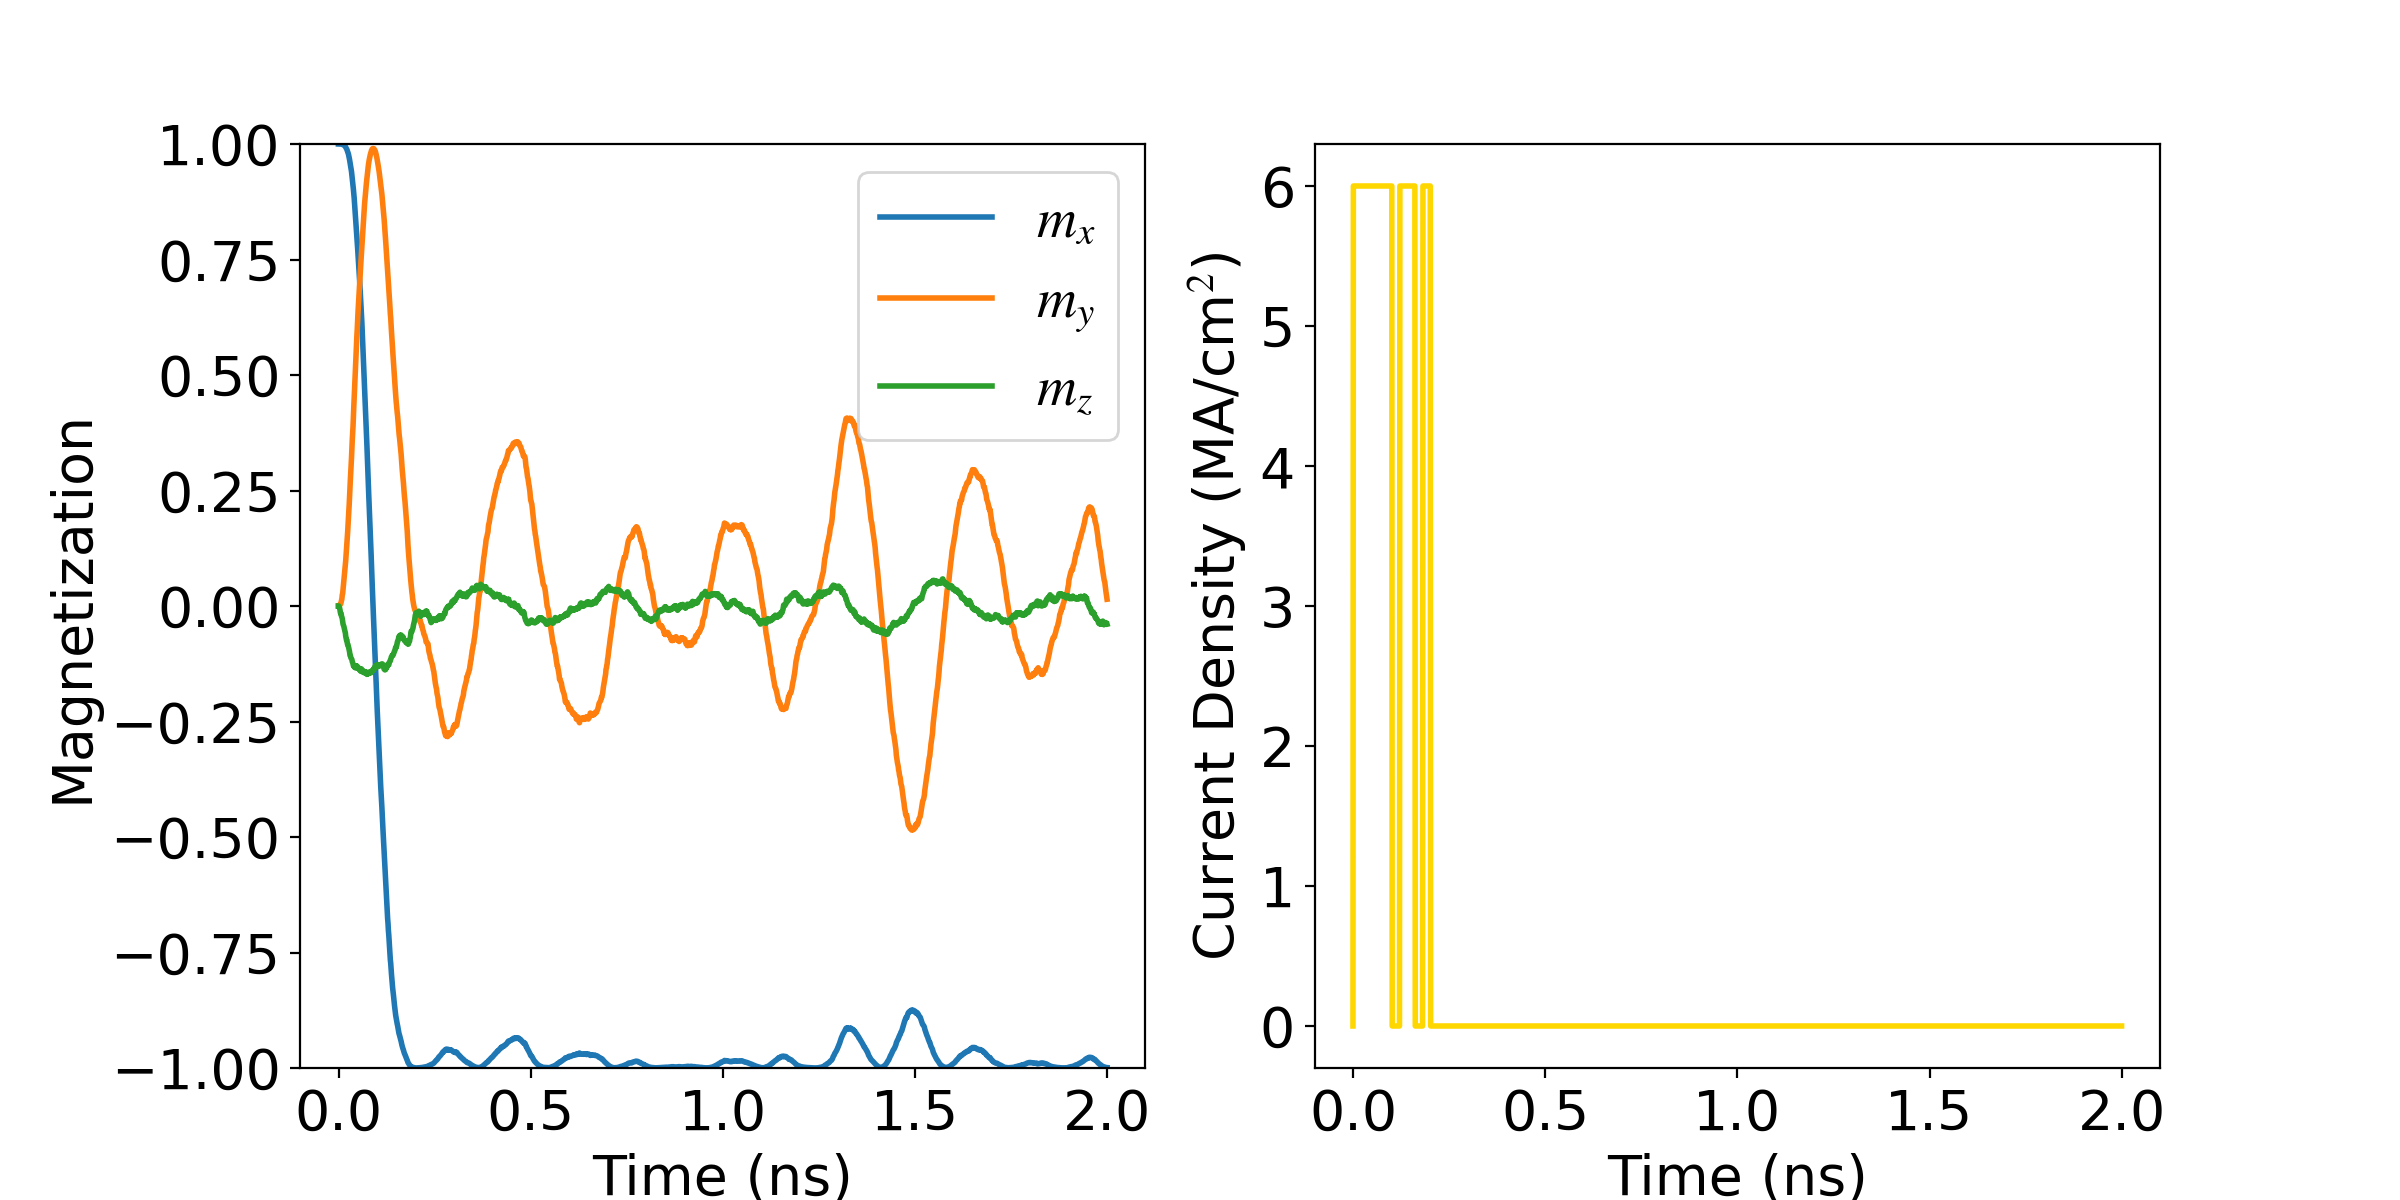 1.00
0.75
0.50
0.25
0.00
−0.25
−0.50
−0.75
−1.00
Magnetization
0.0 0.5 1.0 1.5 2.0
Time (ns)
m_x
m_y
m_z
6
5
4
3
2
1
0
Current Density (MA/cm²)
0.0 0.5 1.0 1.5 2.0
Time (ns)